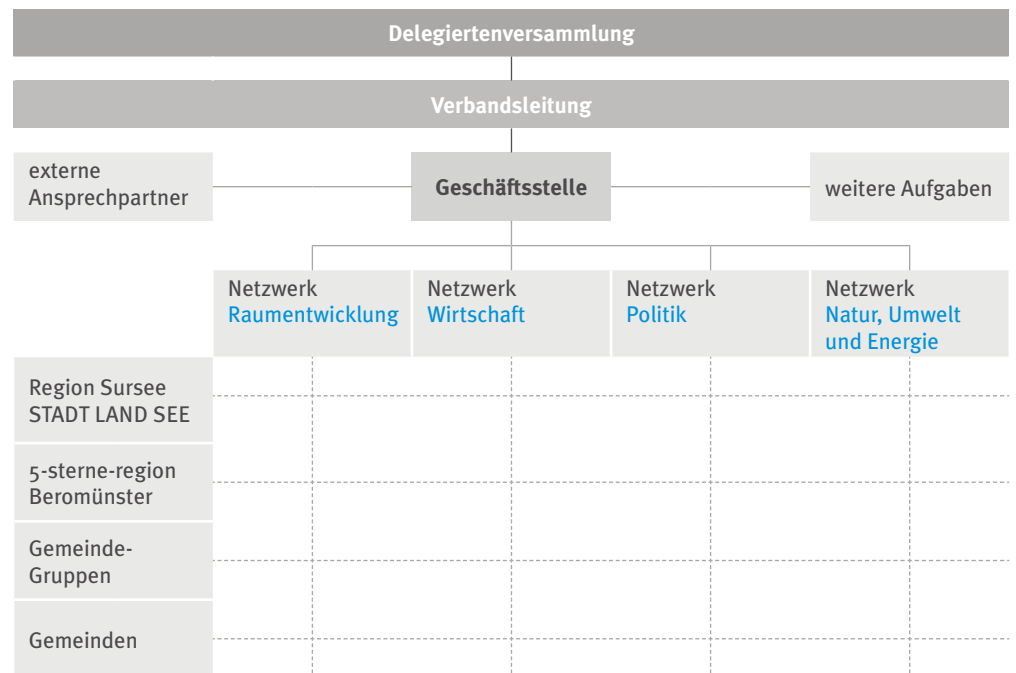 Delegiertenversammlung
Verbandsleitung
externe
Ansprechpartner
Geschäftsstelle
weitere Aufgaben
Netzwerk
Raumentwicklung
Netzwerk
Wirtschaft
Netzwerk
Politik
Netzwerk
Natur, Umwelt
und Energie
Region Sursee
STADT LAND SEE
5-sterne-region
Beromünster
Gemeinde-
Gruppen
Gemeinden